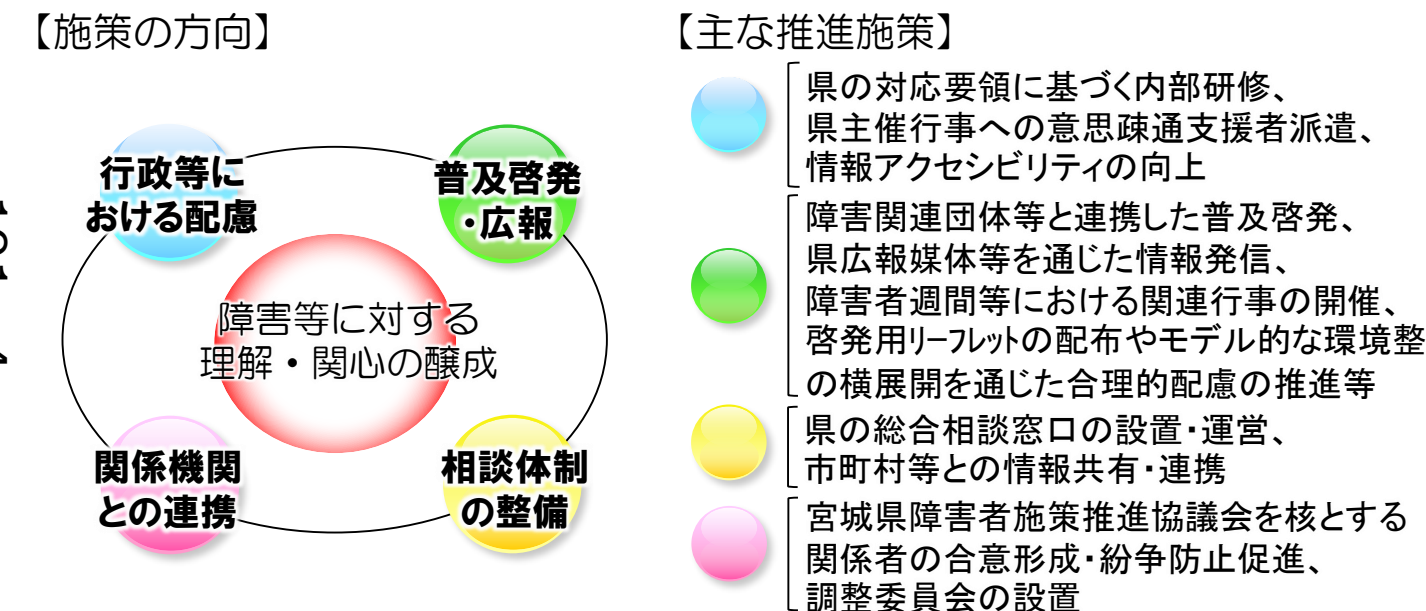 【施策の方向】
行政等に
おける配慮
普及啓発
・広報
障害等に対する
理解・関心の醸成
関係機関
との連携
相談体制
の整備
【主な推進施策】
県の対応要領に基づく内部研修、
県主催行事への意思疎通支援者派遣、
情報アクセシビリティの向上
障害関連団体等と連携した普及啓発、
県広報媒体等を通じた情報発信、
障害者週間等における関連行事の開催、
啓発用リーフレットの配布やモデル的な環境整
の横展開を通じた合理的配慮の推進等
県の総合相談窓口の設置・運営、
市町村等との情報共有・連携
宮城県障害者施策推進協議会を核とする
関係者の合意形成・紛争防止促進、
調整委員会の設置